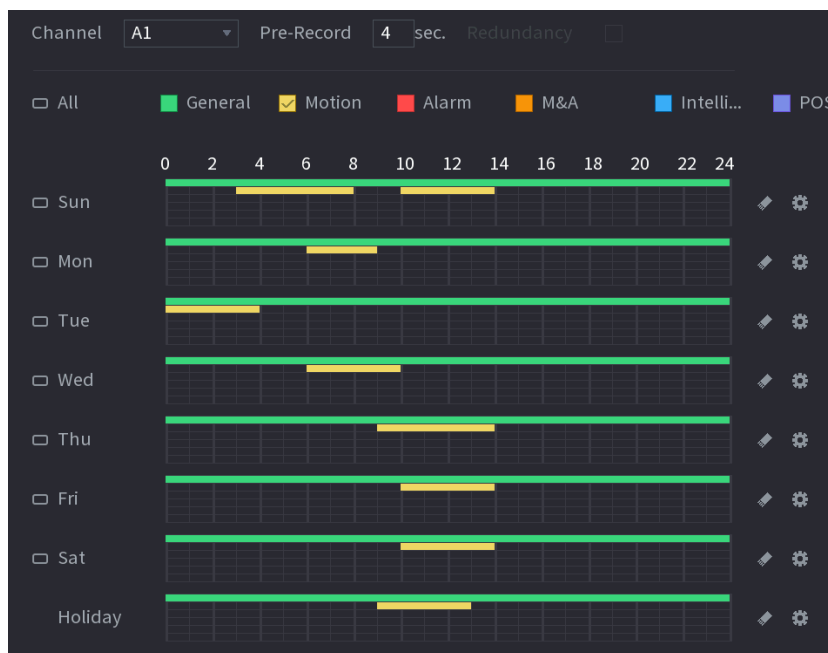 Channel A1 Pre-Record 4 sec. Redundancy
All General Motion Alarm M&A Intelli... POS
0 2 4 6 8 10 12 14 16 18 20 22 24
Sun
Mon
Tue
Wed
Thu
Fri
Sat
Holiday